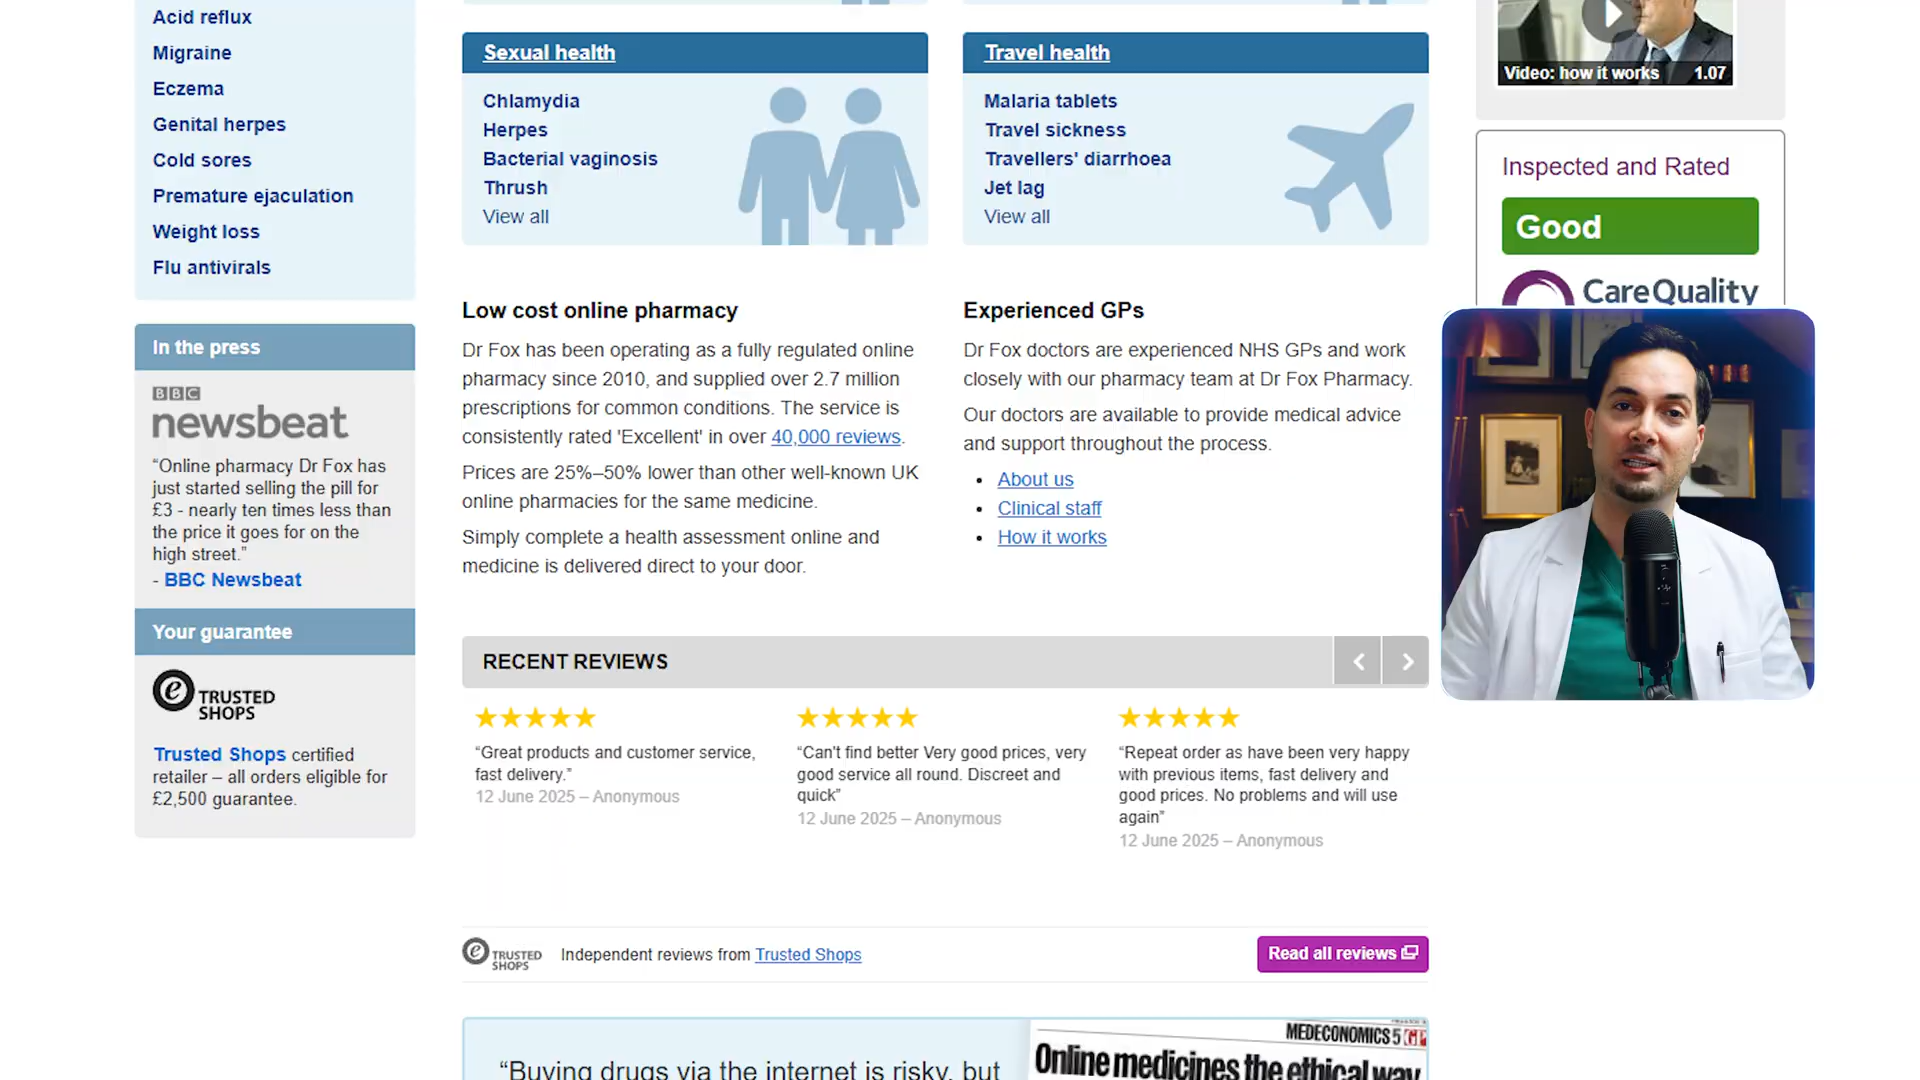 Acid reflux
Migraine
Eczema
Genital herpes
Cold sores
Premature ejaculation
Weight loss
Flu antivirals
In the press
BBC
newsbeat
“Online pharmacy Dr Fox has
just started selling the pill for
£3 - nearly ten times less than
the price it goes for on the
high street.”
- BBC Newsbeat
Your guarantee
e TRUSTED
SHOPS
Trusted Shops certified
retailer – all orders eligible for
£2,500 guarantee.
Sexual health
Chlamydia
Herpes
Bacterial vaginosis
Thrush
View all
Travel health
Malaria tablets
Travel sickness
Travellers' diarrhoea
Jet lag
View all
Low cost online pharmacy
Dr Fox has been operating as a fully regulated online
pharmacy since 2010, and supplied over 2.7 million
prescriptions for common conditions. The service is
consistently rated 'Excellent' in over 40,000 reviews.
Prices are 25%–50% lower than other well-known UK
online pharmacies for the same medicine.
Simply complete a health assessment online and
medicine is delivered direct to your door.
Experienced GPs
Dr Fox doctors are experienced NHS GPs and work
closely with our pharmacy team at Dr Fox Pharmacy.
Our doctors are available to provide medical advice
and support throughout the process.
• About us
• Clinical staff
• How it works
RECENT REVIEWS
“Great products and customer service,
fast delivery.”
12 June 2025 – Anonymous
“Can't find better Very good prices, very
good service all round. Discreet and
quick”
12 June 2025 – Anonymous
“Repeat order as have been very happy
with previous items, fast delivery and
good prices. No problems and will use
again”
12 June 2025 – Anonymous
e TRUSTED
SHOPS
Independent reviews from Trusted Shops
Read all reviews
“Buying drugs via the internet is risky, but
MEDECONOMICS 5 GP
Online medicines the ethical way
Video: how it works 1.07
Inspected and Rated
Good
CareQuality